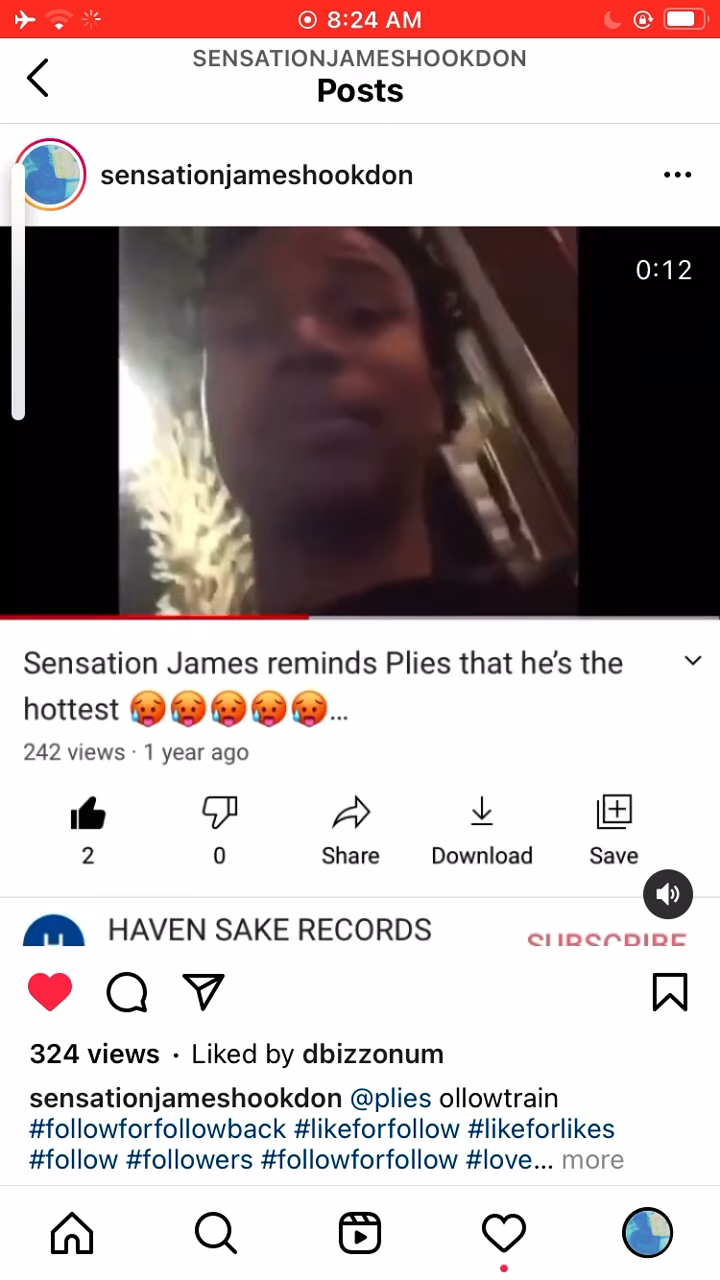 8:24 AM
SENSATIONJAMESHOOKDON
Posts
sensationjameshookdon
0:12
Sensation James reminds Plies that he’s the
hottest 🥵🥵🥵🥵🥵...
242 views · 1 year ago
2
0
Share
Download
Save
H
HAVEN SAKE RECORDS
SUBSCRIBE
324 views · Liked by dbizzonum
sensationjameshookdon @plies ollowtrain
#followforfollowback #likeforfollow #likeforlikes
#follow #followers #followforfollow #love... more